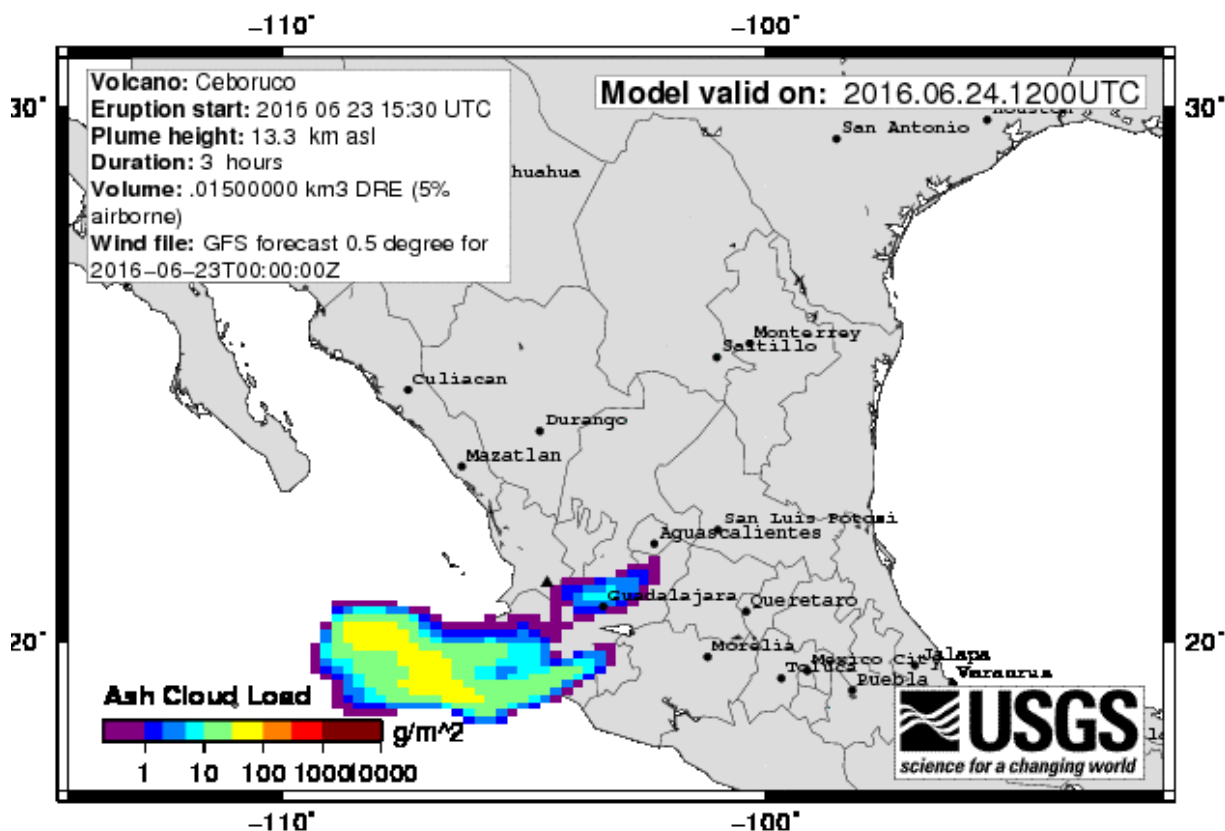 −110˚ −100˚
Volcano: Ceboruco
Eruption start: 2016 06 23 15:30 UTC
Plume height: 13.3 km asl
Duration: 3 hours
Volume: .01500000 km3 DRE (5%
airborne)
Wind file: GFS forecast 0.5 degree for
2016−06−23T00:00:00Z
Model valid on: 2016.06.24.1200UTC
30˚ 30˚
Houston
San Antonio
huahua
Monterrey
Saltillo
Culiacan
Durango
Mazatlan
San Luis Potosi
Aguascalientes
Guadalajara
Queretaro
20˚ 20˚
Morelia
Mexico City
Jalapa
Toluca
Puebla
Ash Cloud Load
g/m^2
1 10 100 1000 10000
USGS
science for a changing world
−110˚ −100˚